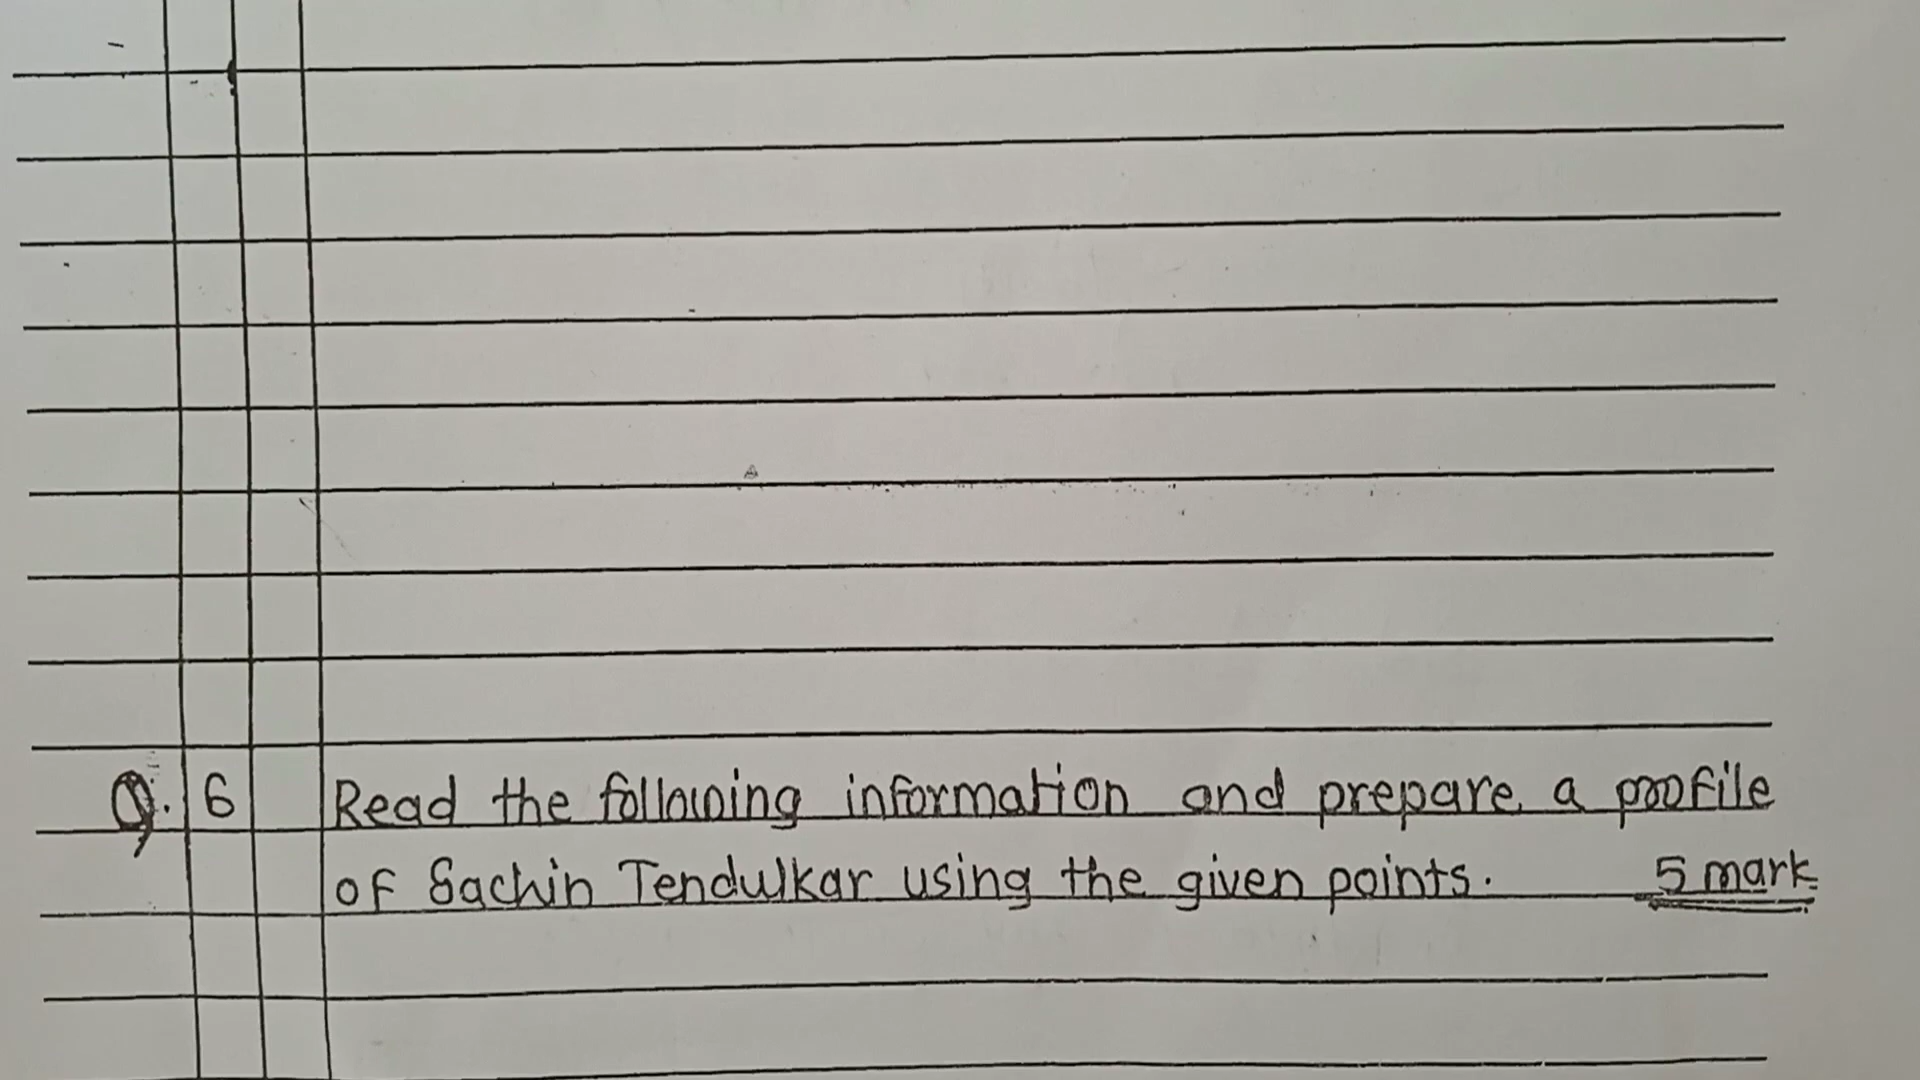 Q. 6 Read the following information and prepare a profile
of Sachin Tendulkar using the given points. 5 mark